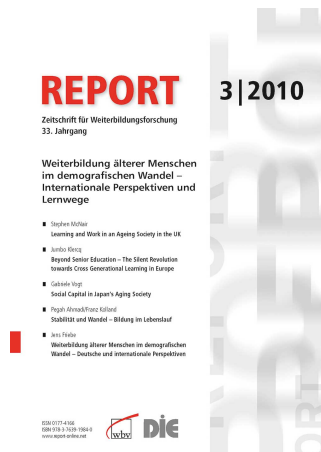 REPORT
3|2010
Zeitschrift für Weiterbildungsforschung
33. Jahrgang
Weiterbildung älterer Menschen
im demografischen Wandel –
Internationale Perspektiven und
Lernwege
Stephen McNair
Learning and Work in an Ageing Society in the UK
Jumbo Klercq
Beyond Senior Education – The Silent Revolution
towards Cross Generational Learning in Europe
Gabriele Vogt
Social Capital in Japan's Aging Society
Pegah Ahmadi/Franz Kolland
Stabilität und Wandel – Bildung im Lebenslauf
Jens Friebe
Weiterbildung älterer Menschen im demografischen
Wandel – Deutsche und internationale Perspektiven
ISSN 0177-4166
ISBN 978-3-7639-1984-0
www.report-online.net
wbv
DIE